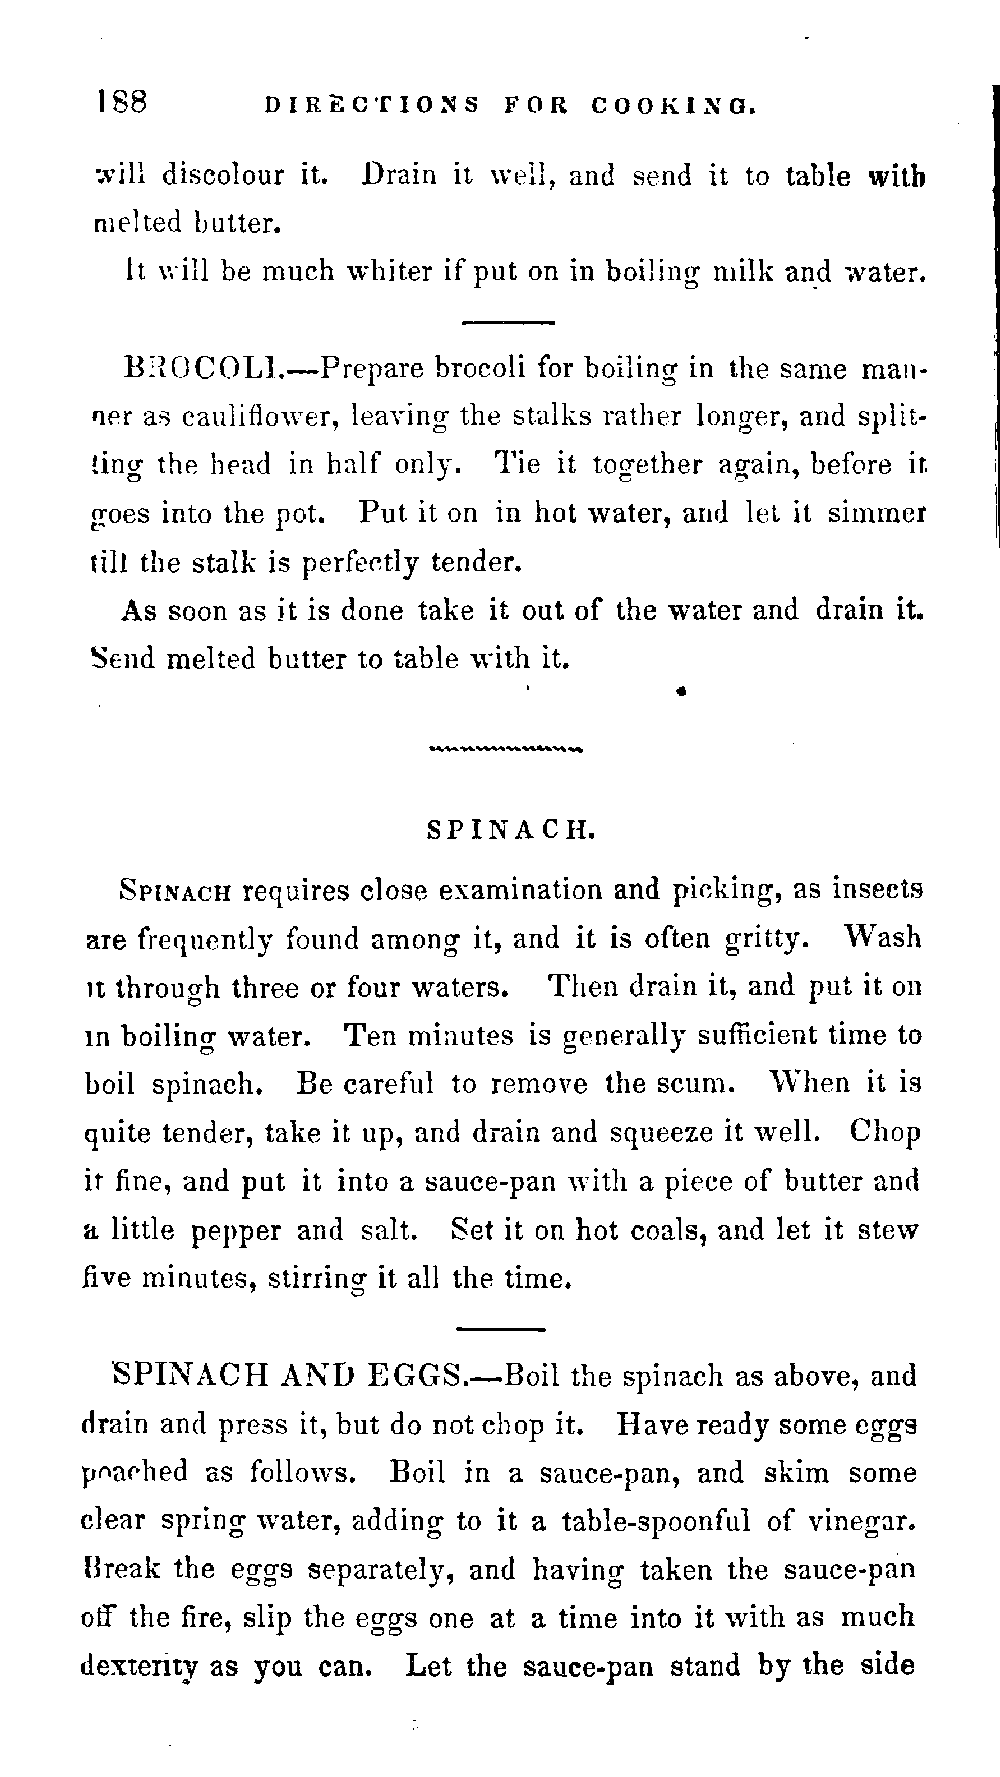 188 DIRECTIONS FOR COOKING.
will discolour it. Drain it well, and send it to table with
melted butter.
It will be much whiter if put on in boiling milk and water.
BROCOLI.—Prepare brocoli for boiling in the same man-
ner as cauliflower, leaving the stalks rather longer, and split-
ting the head in half only. Tie it together again, before it
goes into the pot. Put it on in hot water, and let it simmer
till the stalk is perfectly tender.
As soon as it is done take it out of the water and drain it.
Send melted butter to table with it.
SPINACH.
SPINACH requires close examination and picking, as insects
are frequently found among it, and it is often gritty. Wash
it through three or four waters. Then drain it, and put it on
in boiling water. Ten minutes is generally sufficient time to
boil spinach. Be careful to remove the scum. When it is
quite tender, take it up, and drain and squeeze it well. Chop
it fine, and put it into a sauce-pan with a piece of butter and
a little pepper and salt. Set it on hot coals, and let it stew
five minutes, stirring it all the time.
SPINACH AND EGGS.—Boil the spinach as above, and
drain and press it, but do not chop it. Have ready some eggs
poached as follows. Boil in a sauce-pan, and skim some
clear spring water, adding to it a table-spoonful of vinegar.
Break the eggs separately, and having taken the sauce-pan
off the fire, slip the eggs one at a time into it with as much
dexterity as you can. Let the sauce-pan stand by the side